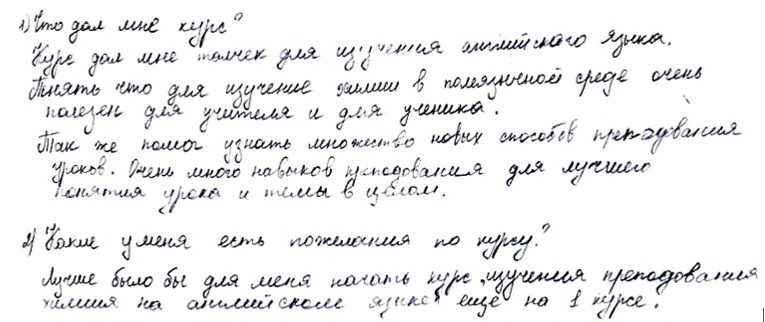 1) Что дал мне курс?
Курс дал мне толчек для изучения английского языка.
Понять что для изучение химии в полеязычной среде очень
полезен для учителя и для ученика.
Так же помог узнать множество новых способов преподования
уроков. Очень много навыков преподования для лучшего
понятия урока и темы в целом.
2) Какие у меня есть пожелания по курсу?
Лучше было бы для меня начать курс "изучения преподования
химия на английском языке" еще на 1 курсе.